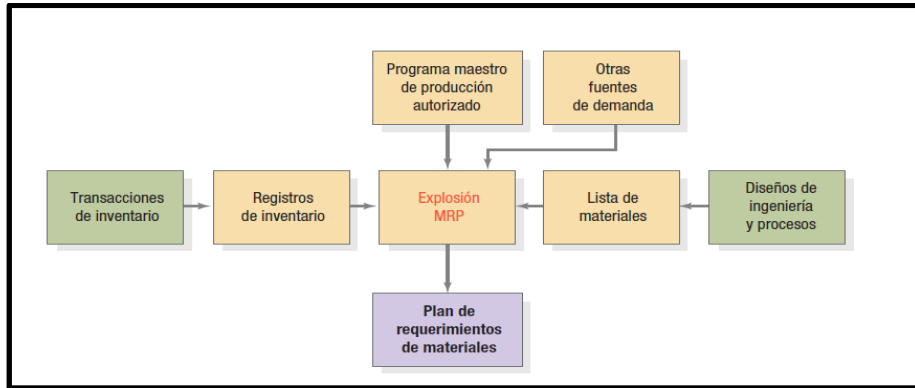 Programa maestro
de producción
autorizado
Otras
fuentes
de demanda
Transacciones
de inventario
Registros
de inventario
Explosión
MRP
Lista de
materiales
Diseños de
ingeniería
y procesos
Plan de
requerimientos
de materiales